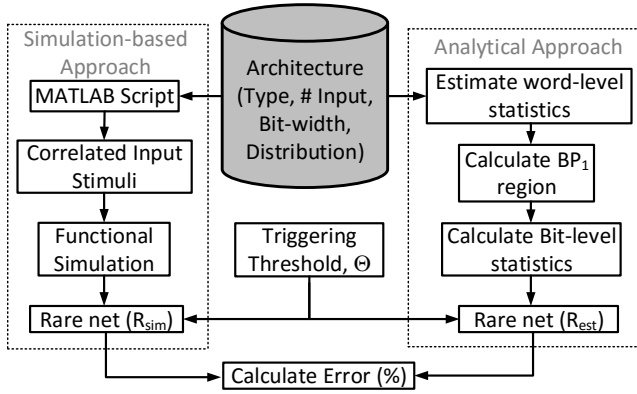 Simulation-based
Approach
MATLAB Script
Correlated Input
Stimuli
Functional
Simulation
Rare net (Rsim)
Architecture
(Type, # Input,
Bit-width,
Distribution)
Triggering
Threshold, Θ
Analytical Approach
Estimate word-level
statistics
Calculate BP₁
region
Calculate Bit-level
statistics
Rare net (Rest)
Calculate Error (%)